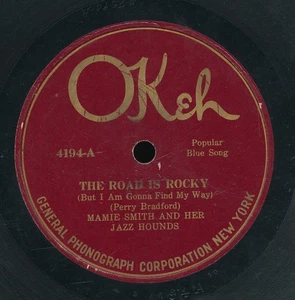 OKeh
4194-A
Popular
Blue Song
THE ROAD IS ROCKY
(But I Am Gonna Find My Way)
(Perry Bradford)
MAMIE SMITH AND HER
JAZZ HOUNDS
GENERAL PHONOGRAPH CORPORATION NEW YORK